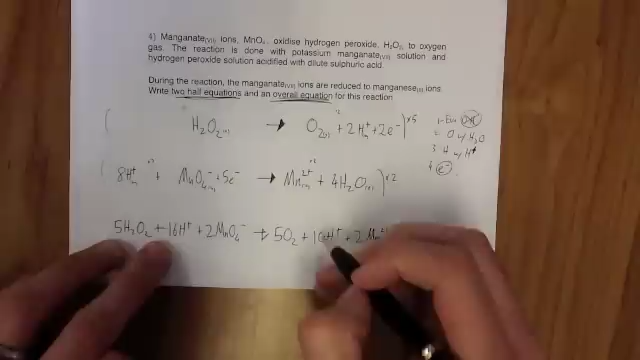 4) Manganate(VII) ions, MnO4-, oxidise hydrogen peroxide, H2O2, to oxygen
gas. The reaction is done with potassium manganate(VII) solution and
hydrogen peroxide solution acidified with dilute sulphuric acid.
During the reaction, the manganate(VII) ions are reduced to manganese(II) ions.
Write two half equations and an overall equation for this reaction
( H2O2(l) → O2(g) + 2H+ + 2e- ) x5
( 8H+ + MnO4- + 5e- → Mn2+ + 4H2O(l) ) x2
5H2O2 + 16H+ + 2MnO4- → 5O2 + 10H+ + 2Mn2+
2 O w/ H2O
3 H w/ H+
4 e-